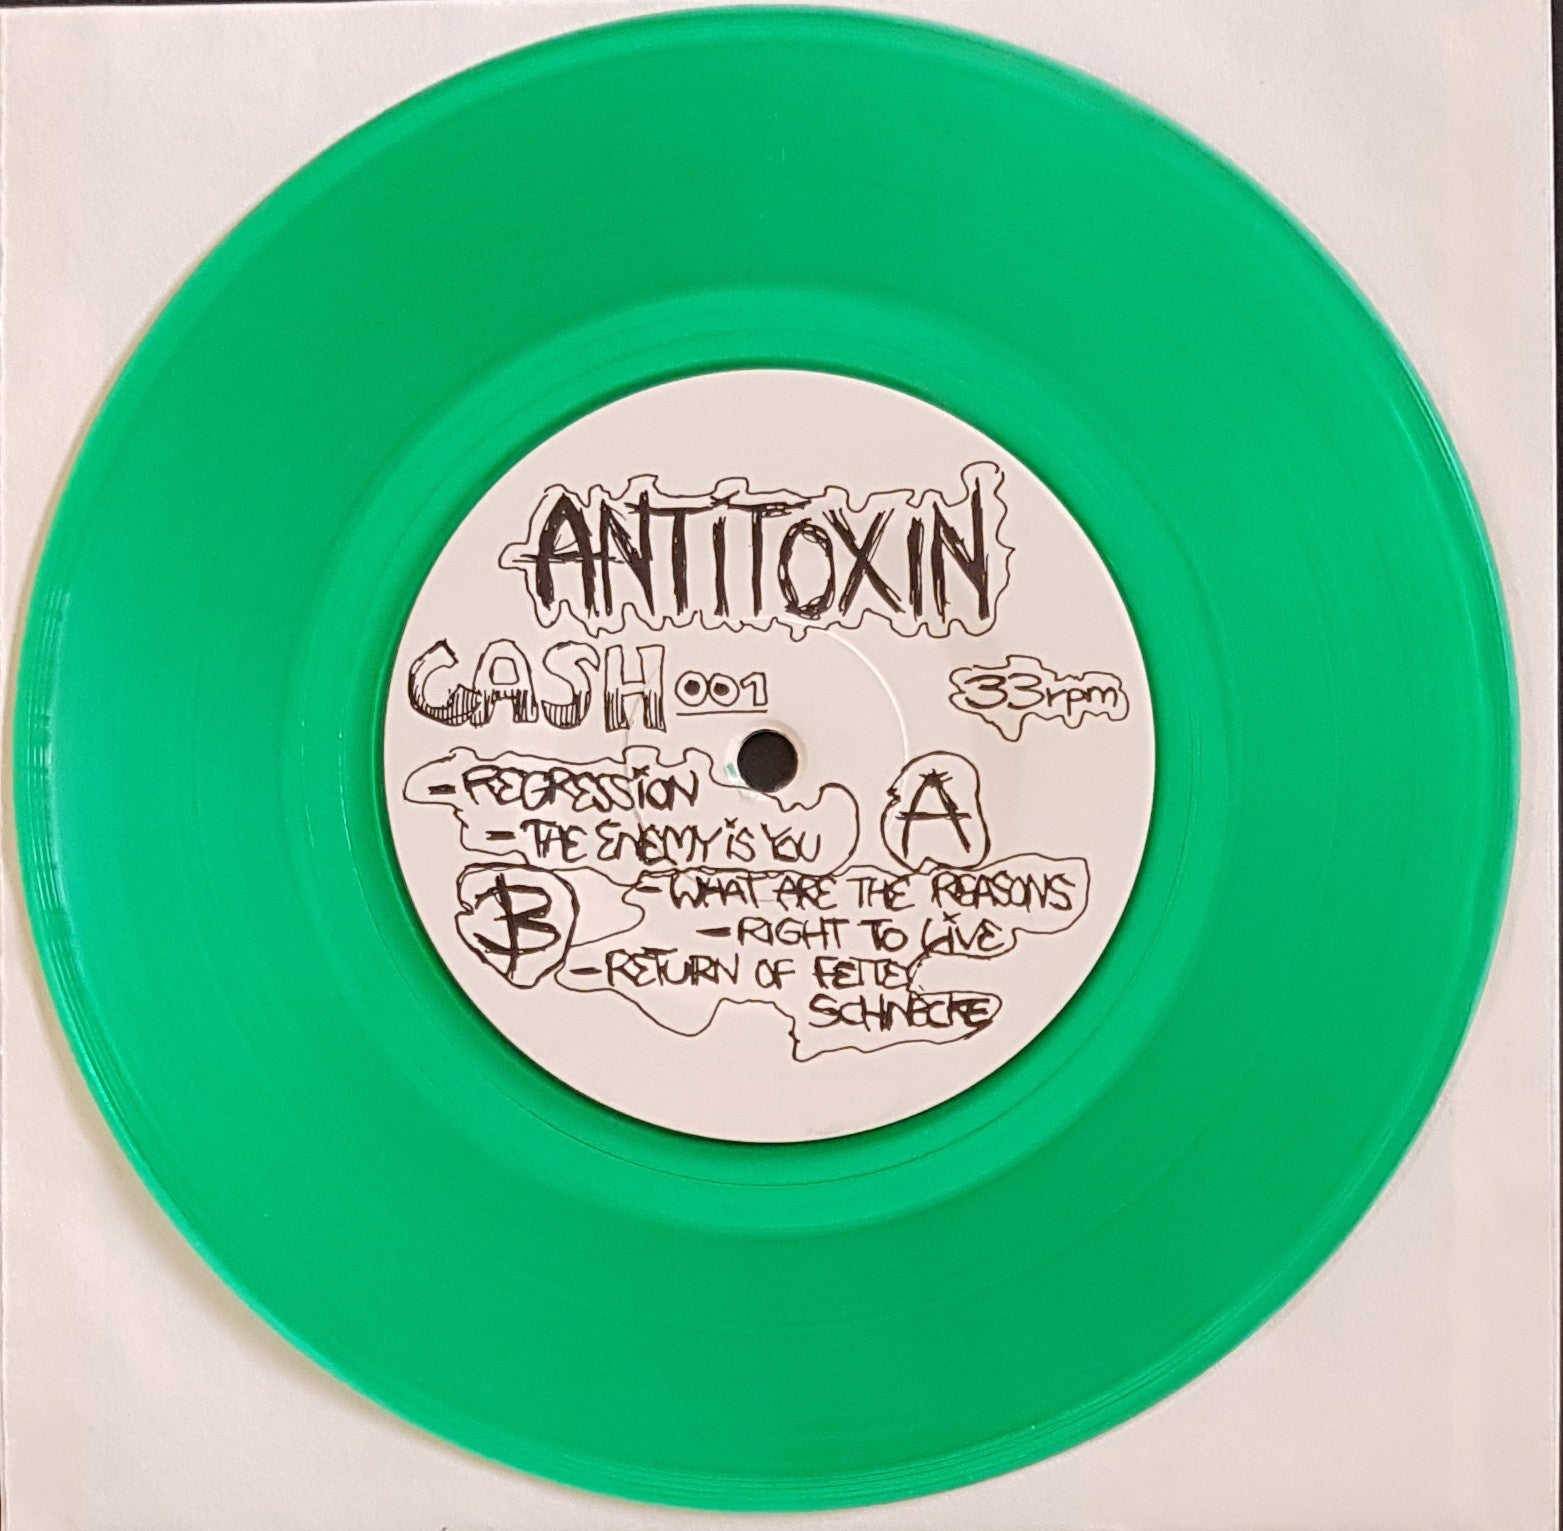 ANTITOXIN
CASH 001
33rpm
- REGRESSiON
- THE ENEMY iS YOU
A
B
- WHAT ARE THE REASONS
- RIGHT TO LiVE
- RETURN OF FETTE
SCHNECKE